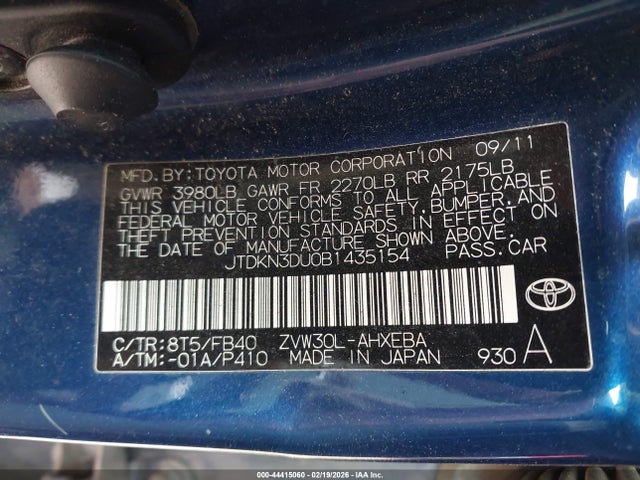 MFD. BY: TOYOTA MOTOR CORPORATION 09/11
GVWR 3980LB GAWR FR 2270LB RR 2175LB
THIS VEHICLE CONFORMS TO ALL APPLICABLE
FEDERAL MOTOR VEHICLE SAFETY, BUMPER, AND
THEFT PREVENTION STANDARDS IN EFFECT ON
THE DATE OF MANUFACTURE SHOWN ABOVE.
JTDKN3DU0B1435154 PASS.CAR
C/TR: 8T5/FB40 ZVW30L-AHXEBA
A/TM: -01A/P410 MADE IN JAPAN 930 A
000-44415060 - 02/19/2026 - IAA Inc.